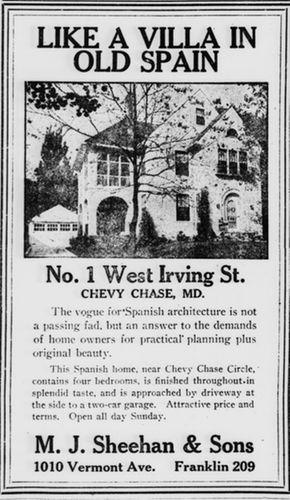 LIKE A VILLA IN
OLD SPAIN
No. 1 West Irving St.
CHEVY CHASE, MD.
The vogue for Spanish architecture is not
a passing fad, but an answer to the demands
of home owners for practical planning plus
original beauty.
This Spanish home, near Chevy Chase Circle,
contains four bedrooms, is finished throughout in
splendid taste, and is approached by driveway at
the side to a two-car garage. Attractive price and
terms. Open all day Sunday.
M. J. Sheehan & Sons
1010 Vermont Ave. Franklin 209